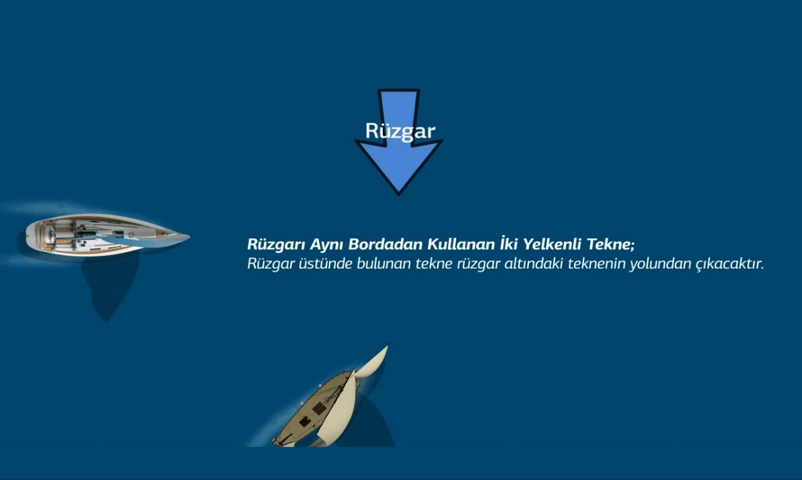 Rüzgar
Rüzgarı Aynı Bordadan Kullanan İki Yelkenli Tekne;
Rüzgar üstünde bulunan tekne rüzgar altındaki teknenin yolundan çıkacaktır.